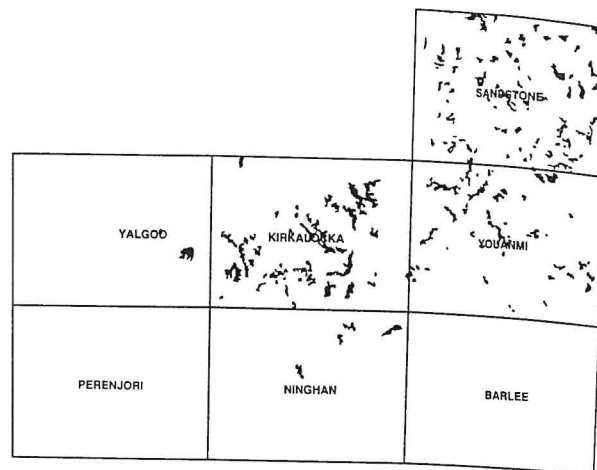 SANDSTONE
YALGOO
KIRKALOCKA
YOUANMI
PERENJORI
NINGHAN
BARLEE